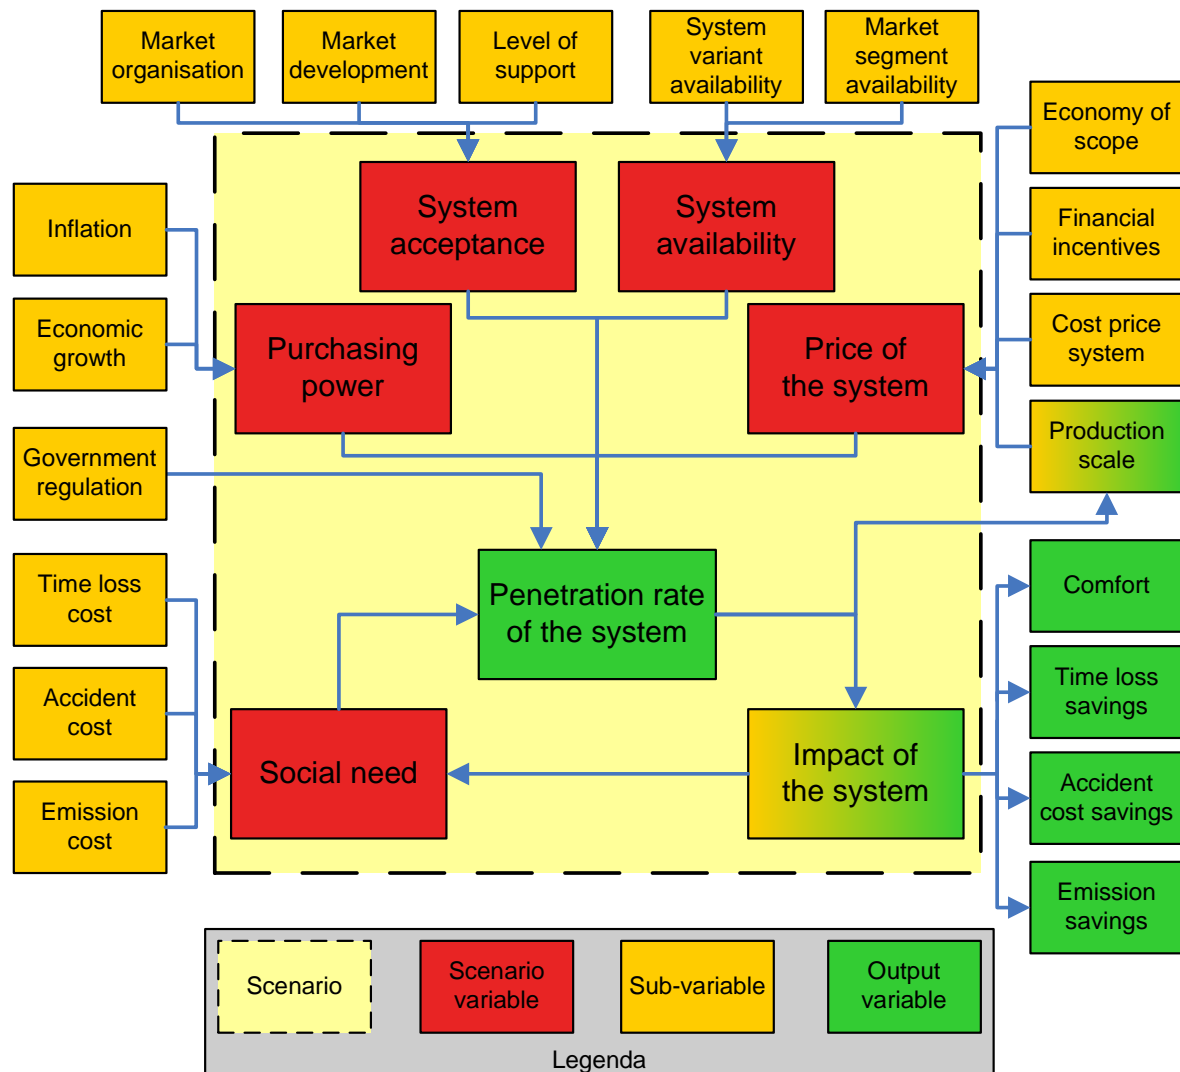 Market
organisation
Market
development
Level of
support
System
variant
availability
Market
segment
availability
Economy of
scope
Inflation
System
acceptance
System
availability
Financial
incentives
Economic
growth
Purchasing
power
Price of
the system
Cost price
system
Government
regulation
Production
scale
Time loss
cost
Penetration rate
of the system
Comfort
Accident
cost
Time loss
savings
Social need
Impact of
the system
Emission
cost
Accident
cost savings
Emission
savings
Scenario
Scenario
variable
Sub-variable
Output
variable
Legenda